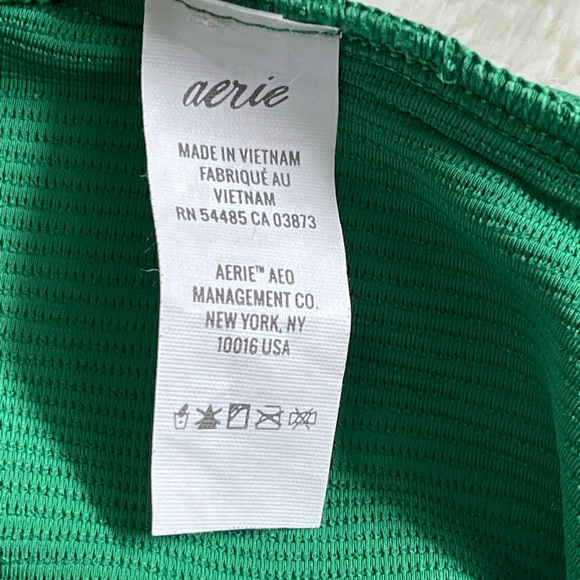 aerie
MADE IN VIETNAM
FABRIQUÉ AU
VIETNAM
RN 54485 CA 03873
AERIE™ AEO
MANAGEMENT CO.
NEW YORK, NY
10016 USA